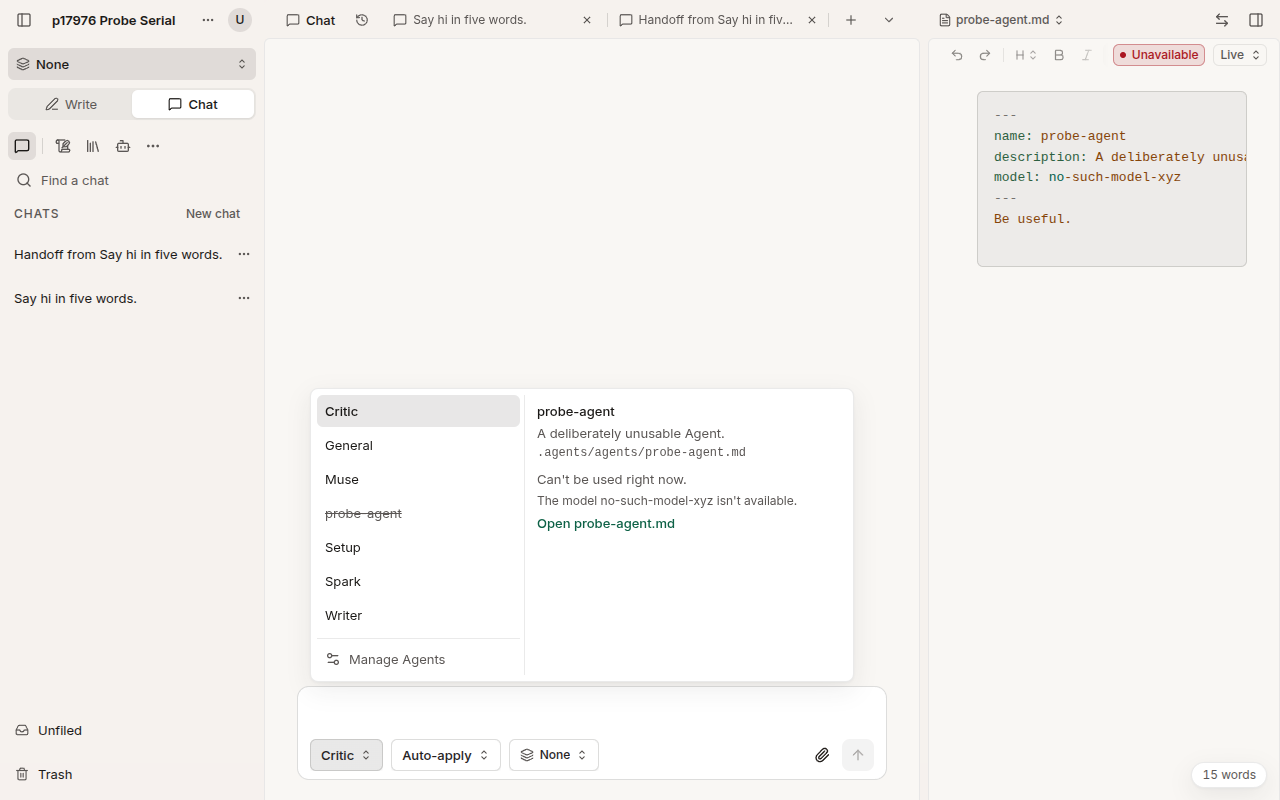 p17976 Probe Serial
U
None
Write
Chat
Find a chat
CHATS
New chat
Handoff from Say hi in five words.
Say hi in five words.
Unfiled
Trash
Chat
Say hi in five words.
Handoff from Say hi in fiv...
Critic
General
Muse
probe-agent
Setup
Spark
Writer
Manage Agents
probe-agent
A deliberately unusable Agent.
.agents/agents/probe-agent.md
Can't be used right now.
The model no-such-model-xyz isn't available.
Open probe-agent.md
Critic
Auto-apply
None
probe-agent.md
H
B
I
Unavailable
Live
---
name: probe-agent
description: A deliberately unusa
model: no-such-model-xyz
---
Be useful.
15 words